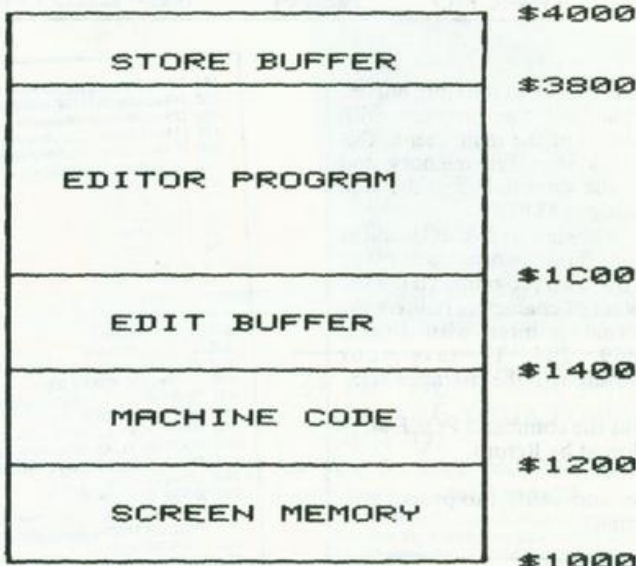 $4000
STORE BUFFER
$3800
EDITOR PROGRAM
$1C00
EDIT BUFFER
$1400
MACHINE CODE
$1200
SCREEN MEMORY
$1000